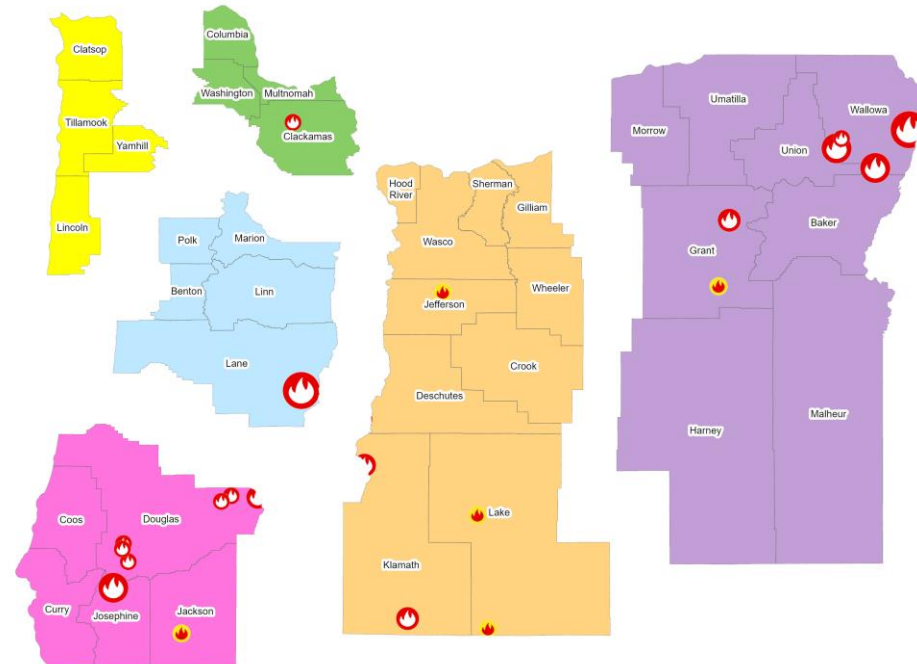 Clatsop
Tillamook
Yamhill
Lincoln
Columbia
Washington
Multnomah
Clackamas
Polk
Marion
Benton
Linn
Lane
Coos
Douglas
Curry
Josephine
Jackson
Hood
River
Sherman
Gilliam
Wasco
Wheeler
Jefferson
Crook
Deschutes
Lake
Klamath
Umatilla
Wallowa
Morrow
Union
Baker
Grant
Malheur
Harney